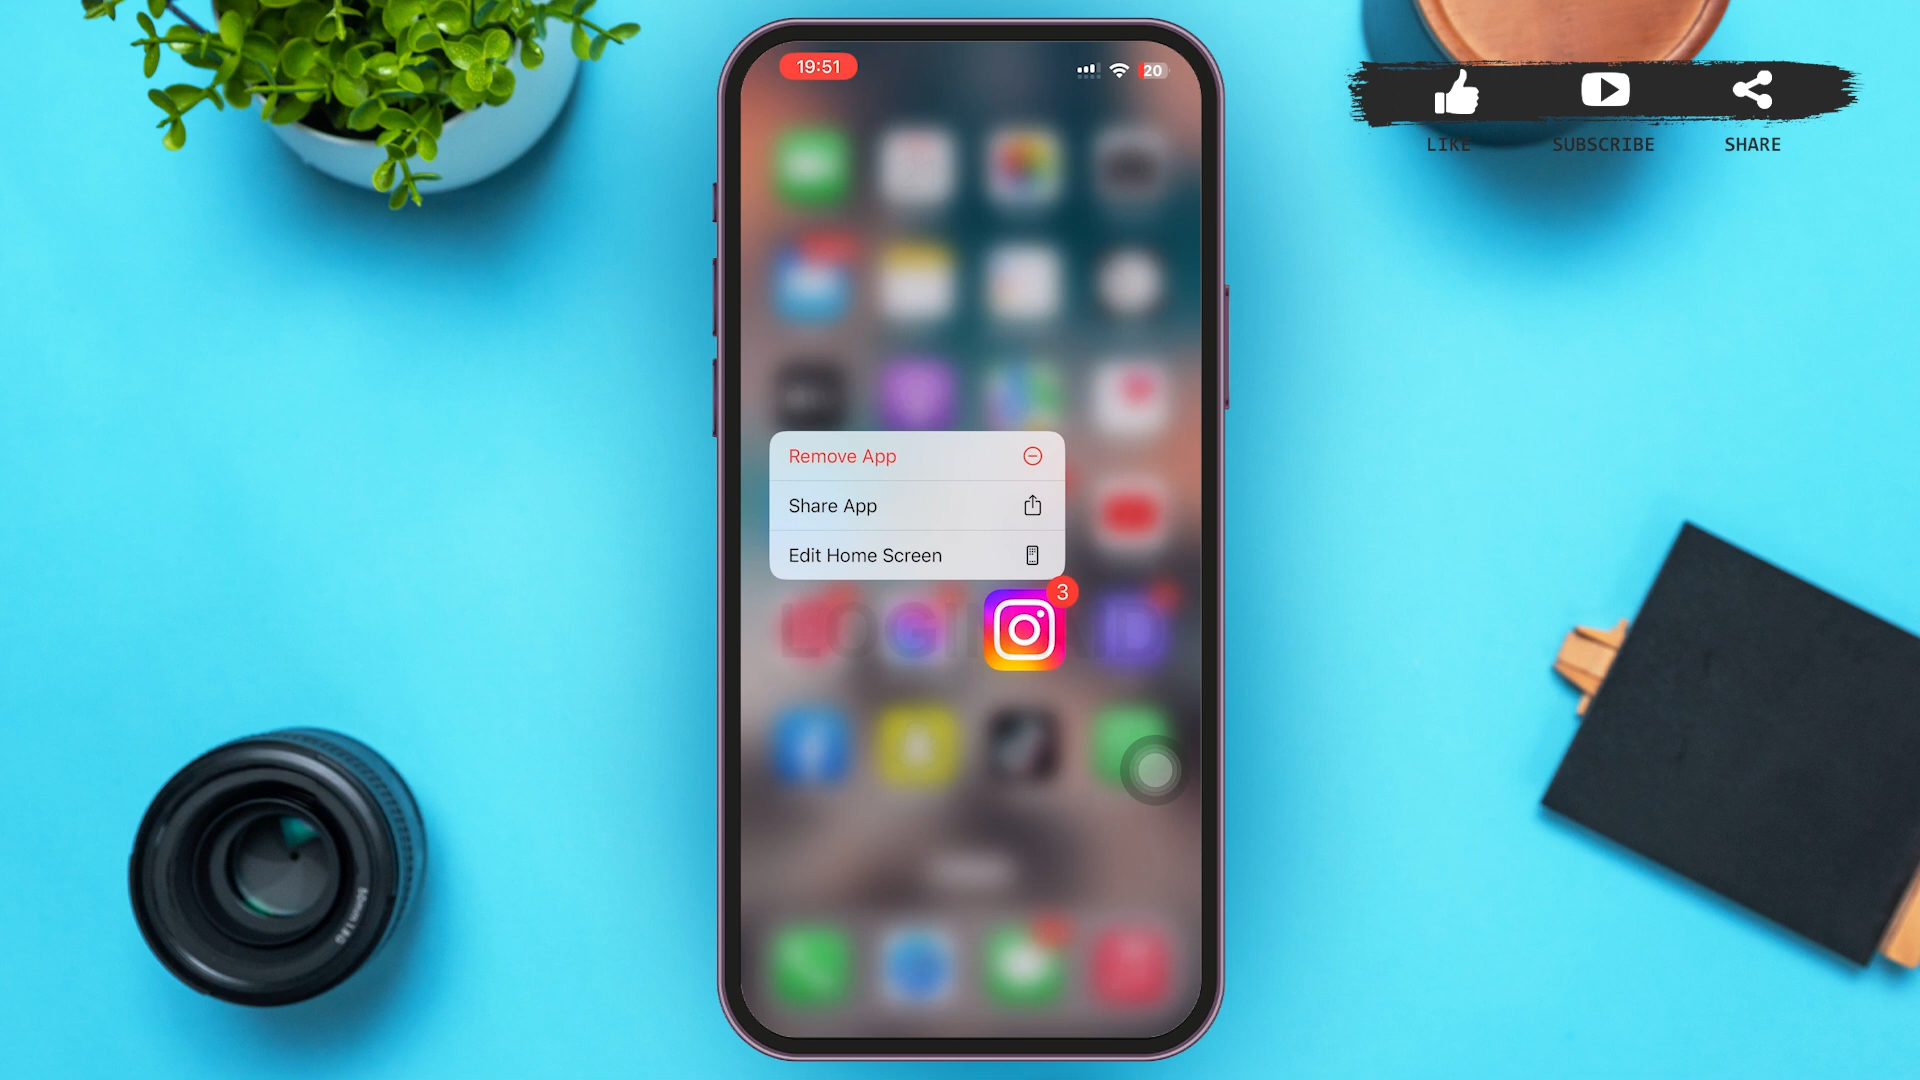 19:51
20
LIKE SUBSCRIBE SHARE
Remove App
Share App
Edit Home Screen
3